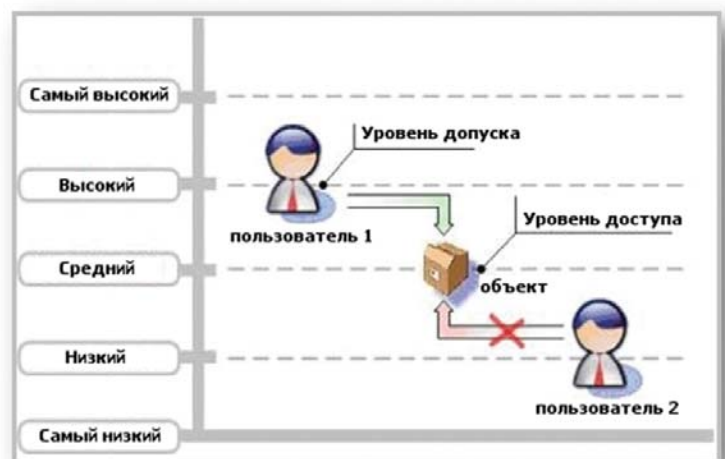 Самый высокий
Уровень допуска
Высокий
пользователь 1
Уровень доступа
Средний
объект
Низкий
пользователь 2
Самый низкий